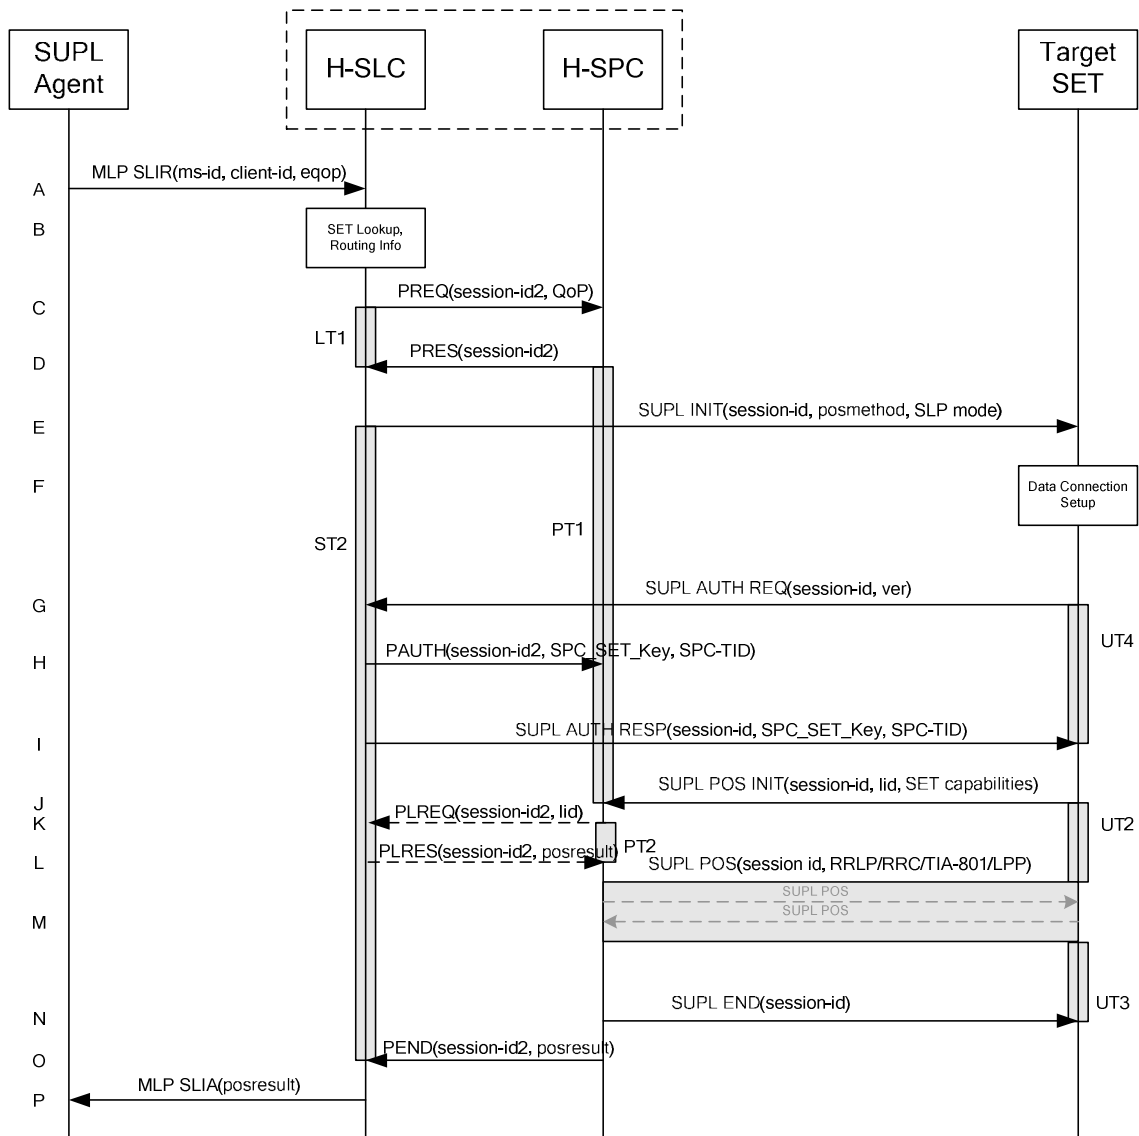 SUPL
Agent
H-SLC
H-SPC
Target
SET
MLP SLIR(ms-id, client-id, eqop)
A
B
SET Lookup,
Routing Info
PREQ(session-id2, QoP)
C
LT1
PRES(session-id2)
D
SUPL INIT(session-id, posmethod, SLP mode)
E
F
Data Connection
Setup
ST2
PT1
SUPL AUTH REQ(session-id, ver)
G
PAUTH(session-id2, SPC_SET_Key, SPC-TID)
H
UT4
SUPL AUTH RESP(session-id, SPC_SET_Key, SPC-TID)
I
SUPL POS INIT(session-id, lid, SET capabilities)
J
PLREQ(session-id2, lid)
K
UT2
PLRES(session-id2, posresult)
PT2
L
SUPL POS(session id, RRLP/RRC/TIA-801/LPP)
SUPL POS
SUPL POS
M
SUPL END(session-id)
UT3
N
PEND(session-id2, posresult)
O
MLP SLIA(posresult)
P